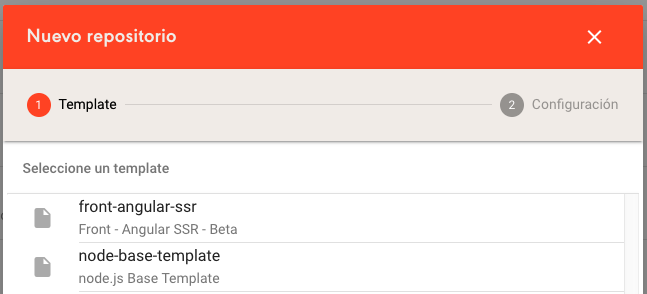 Nuevo repositorio
1 Template 2 Configuración
Seleccione un template
front-angular-ssr
Front - Angular SSR - Beta
node-base-template
node.js Base Template